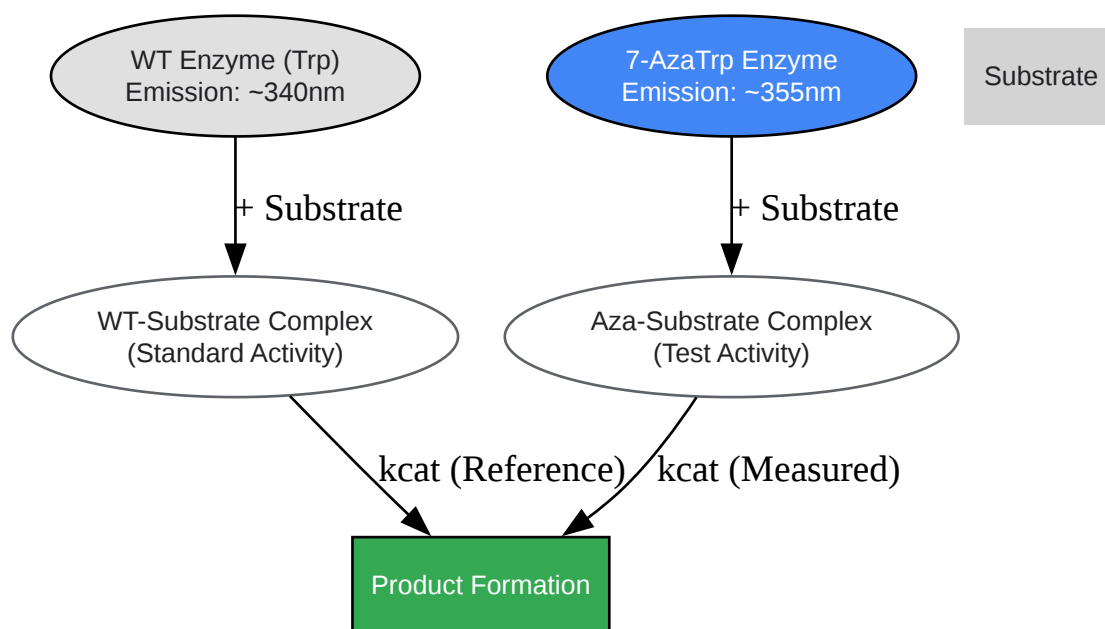 WT Enzyme (Trp)
Emission: ~340nm
7-AzaTrp Enzyme
Emission: ~355nm
Substrate
+ Substrate
+ Substrate
WT-Substrate Complex
(Standard Activity)
Aza-Substrate Complex
(Test Activity)
kcat (Reference)
kcat (Measured)
Product Formation